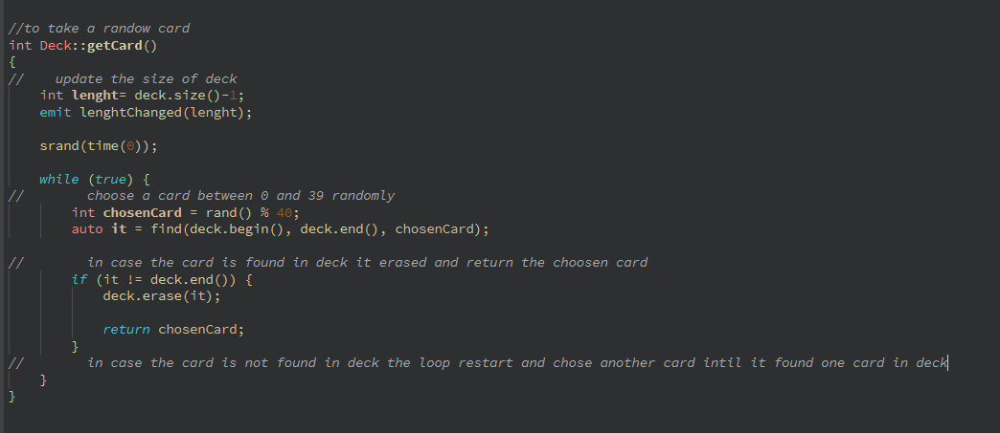 //to take a randow card
int Deck::getCard()
{
//    update the size of deck
    int lenght= deck.size()-1;
    emit lenghtChanged(lenght);

    srand(time(0));

    while (true) {
//        choose a card between 0 and 39 randomly
        int chosenCard = rand() % 40;
        auto it = find(deck.begin(), deck.end(), chosenCard);

//        in case the card is found in deck it erased and return the choosen card
        if (it != deck.end()) {
            deck.erase(it);

            return chosenCard;
        }
//        in case the card is not found in deck the loop restart and chose another card intil it found one card in deck
    }
}